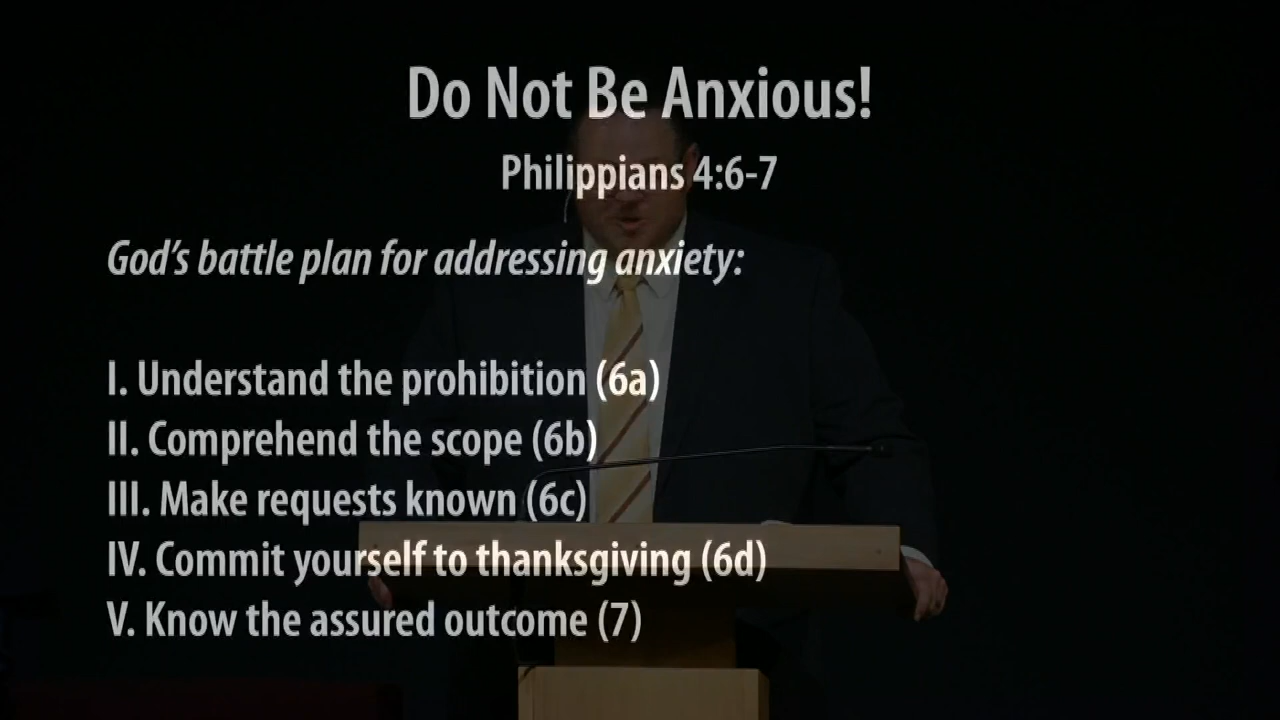 Do Not Be Anxious!
Philippians 4:6-7
God's battle plan for addressing anxiety:
I. Understand the prohibition (6a)
II. Comprehend the scope (6b)
III. Make requests known (6c)
IV. Commit yourself to thanksgiving (6d)
V. Know the assured outcome (7)